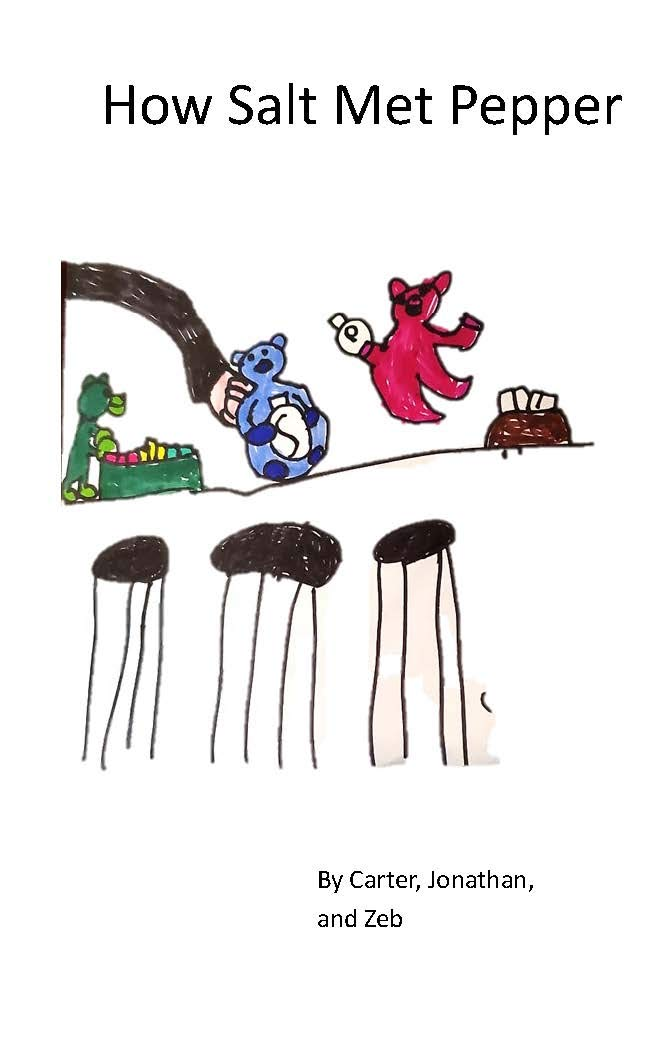 How Salt Met Pepper
P
S
By Carter, Jonathan,
and Zeb